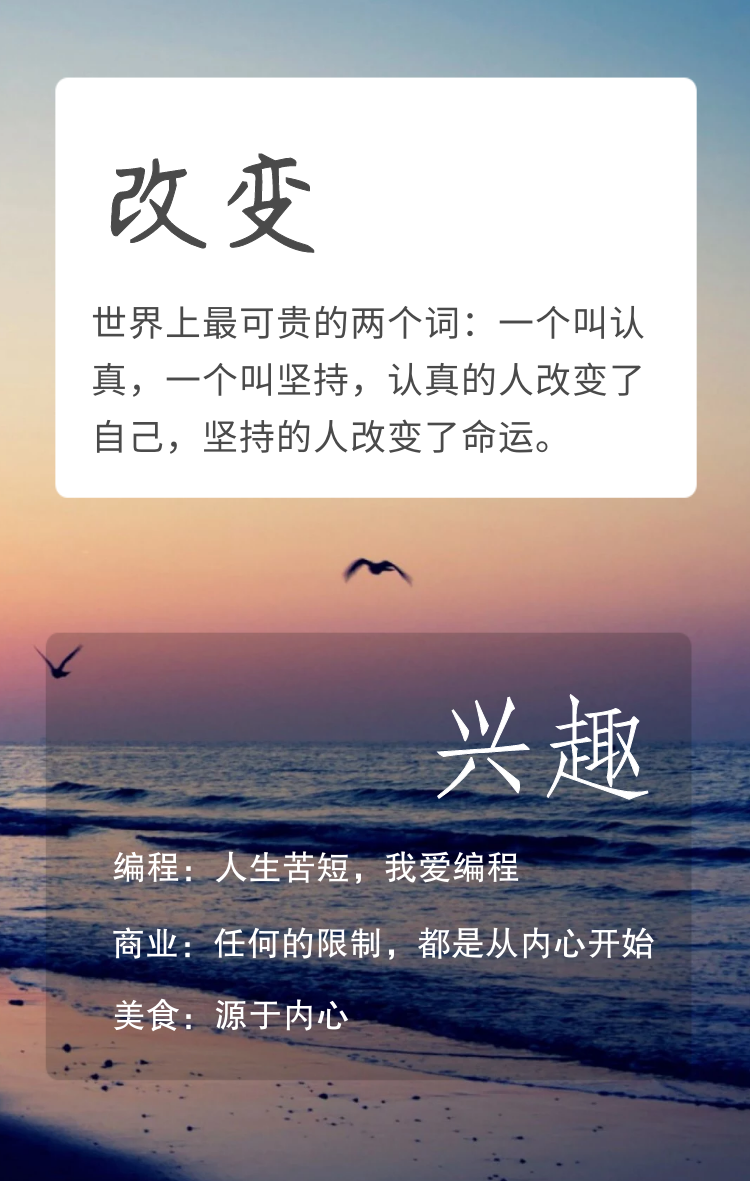 改变
世界上最可贵的两个词：一个叫认
真，一个叫坚持，认真的人改变了
自己，坚持的人改变了命运。
兴趣
编程：人生苦短，我爱编程
商业：任何的限制，都是从内心开始
美食：源于内心